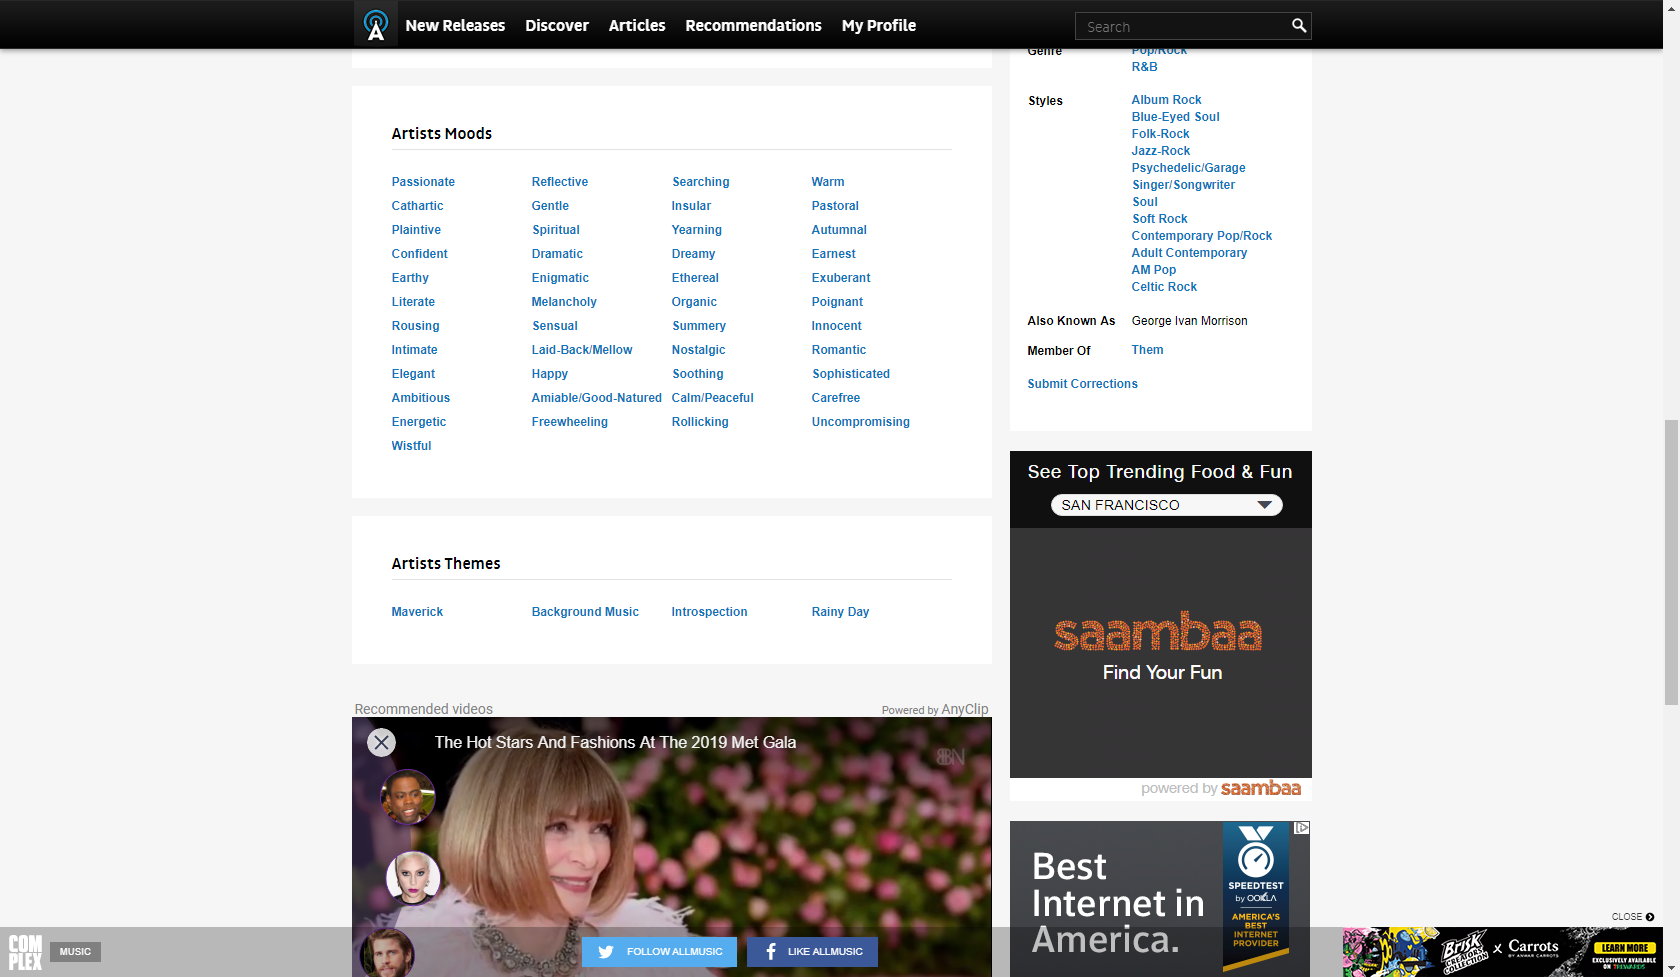 New Releases Discover Articles Recommendations My Profile Search
Genre Pop/Rock
R&B
Styles Album Rock
Blue-Eyed Soul
Folk-Rock
Jazz-Rock
Psychedelic/Garage
Singer/Songwriter
Soul
Soft Rock
Contemporary Pop/Rock
Adult Contemporary
AM Pop
Celtic Rock
Also Known As George Ivan Morrison
Member Of Them
Submit Corrections
Artists Moods
Passionate Reflective Searching Warm
Cathartic Gentle Insular Pastoral
Plaintive Spiritual Yearning Autumnal
Confident Dramatic Dreamy Earnest
Earthy Enigmatic Ethereal Exuberant
Literate Melancholy Organic Poignant
Rousing Sensual Summery Innocent
Intimate Laid-Back/Mellow Nostalgic Romantic
Elegant Happy Soothing Sophisticated
Ambitious Amiable/Good-Natured Calm/Peaceful Carefree
Energetic Freewheeling Rollicking Uncompromising
Wistful
Artists Themes
Maverick Background Music Introspection Rainy Day
See Top Trending Food & Fun
SAN FRANCISCO
saambaa
Find Your Fun
powered by saambaa
Recommended videos Powered by AnyClip
The Hot Stars And Fashions At The 2019 Met Gala
BBN
Best
Internet in
America.
SPEEDTEST
by OOKLA
AMERICA'S
BEST
INTERNET
PROVIDER
CLOSE
COM
PLEX
MUSIC
FOLLOW ALLMUSIC
LIKE ALLMUSIC
BRISK
CREATORS
COLLECTION
X
Carrots
BY ANWAR CARROTS
LEARN MORE
EXCLUSIVELY AVAILABLE